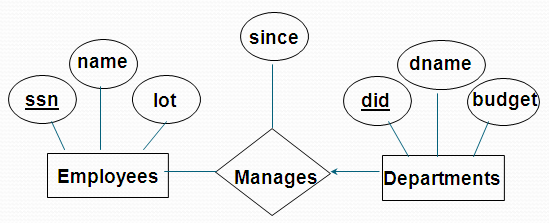 since
name
dname
ssn
lot
did
budget
Employees
Manages
Departments